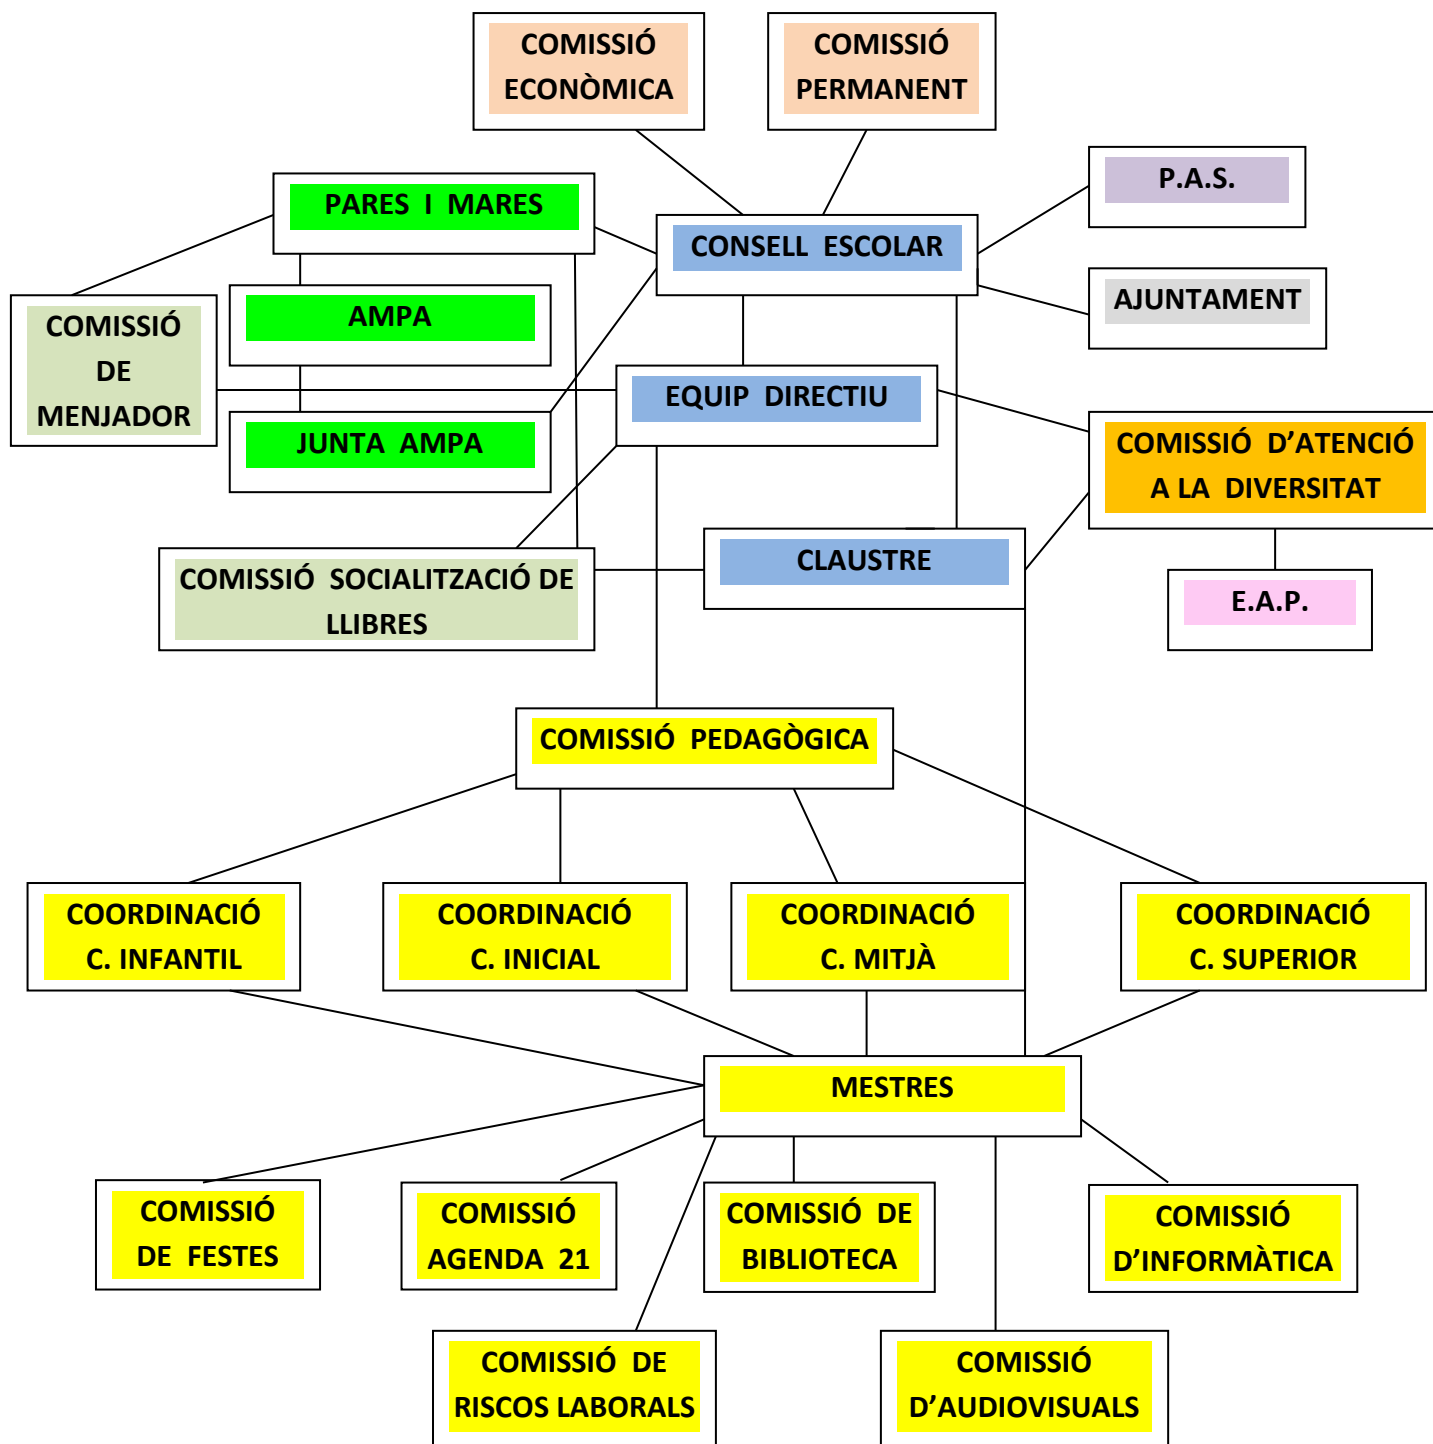 COMISSIÓ
ECONÒMICA
COMISSIÓ
PERMANENT
P.A.S.
PARES I MARES
CONSELL ESCOLAR
AJUNTAMENT
AMPA
COMISSIÓ
DE
MENJADOR
EQUIP DIRECTIU
JUNTA AMPA
COMISSIÓ D’ATENCIÓ
A LA DIVERSITAT
CLAUSTRE
COMISSIÓ SOCIALITZACIÓ DE
LLIBRES
E.A.P.
COMISSIÓ PEDAGÒGICA
COORDINACIÓ
C. INFANTIL
COORDINACIÓ
C. INICIAL
COORDINACIÓ
C. MITJÀ
COORDINACIÓ
C. SUPERIOR
MESTRES
COMISSIÓ
DE FESTES
COMISSIÓ
AGENDA 21
COMISSIÓ DE
BIBLIOTECA
COMISSIÓ
D’INFORMÀTICA
COMISSIÓ DE
RISCOS LABORALS
COMISSIÓ
D’AUDIOVISUALS